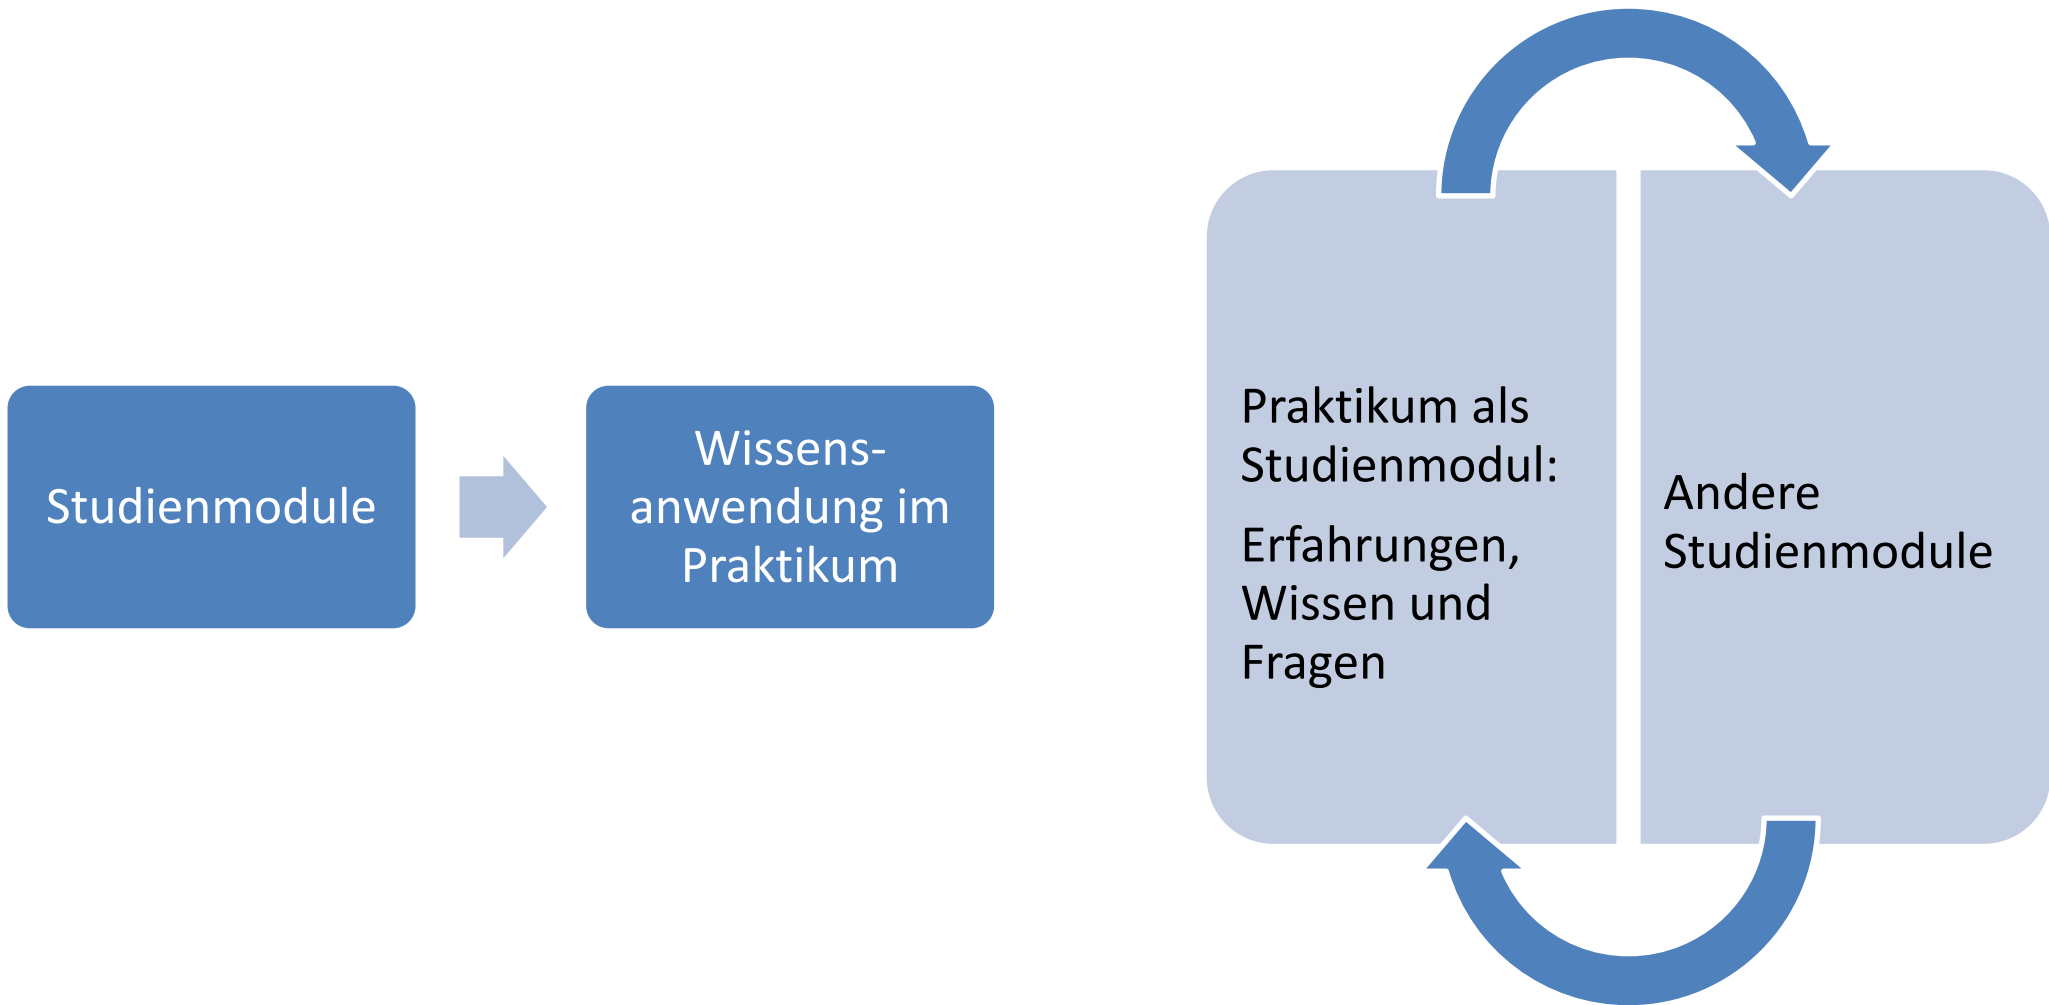 Studienmodule
Wissens-
anwendung im
Praktikum
Praktikum als
Studienmodul:
Erfahrungen,
Wissen und
Fragen
Andere
Studienmodule